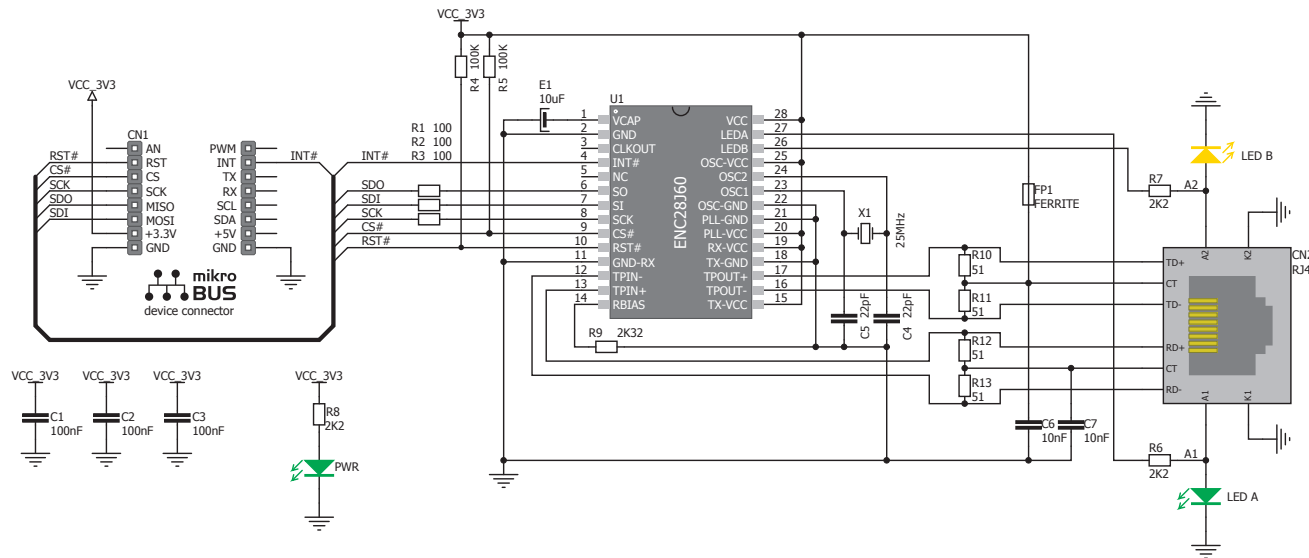 VCC_3V3
R4 100K
R5 100K
VCC_3V3
CN1
AN
RST
CS
SCK
MISO
MOSI
+3.3V
GND
PWM
INT
TX
RX
SCL
SDA
+5V
GND
RST#
CS#
SCK
SDO
SDI
INT#
mikro
BUS
device connector
INT#
SDO
SDI
SCK
CS#
RST#
R1 100
R2 100
R3 100
E1
10uF
U1
ENC28J60
1 VCAP
2 GND
3 CLKOUT
4 INT#
5 NC
6 SO
7 SI
8 SCK
9 CS#
10 RST#
11 GND-RX
12 TPIN-
13 TPIN+
14 RBIAS
VCC 28
LEDA 27
LEDB 26
OSC-VCC 25
OSC2 24
OSC1 23
OSC-GND 22
PLL-GND 21
PLL-VCC 20
RX-VCC 19
TX-GND 18
TPOUT+ 17
TPOUT- 16
TX-VCC 15
R9 2K32
X1
25MHz
C5 22pF
C4 22pF
FP1
FERRITE
R10
51
R11
51
R12
51
R13
51
C6
10nF
C7
10nF
LED B
R7
2K2
A2
A2
K2
CN2
RJ4
TD+
CT
TD-
RD+
CT
RD-
A1
K1
R6
2K2
A1
LED A
VCC_3V3
C1
100nF
VCC_3V3
C2
100nF
VCC_3V3
C3
100nF
VCC_3V3
R8
2K2
PWR